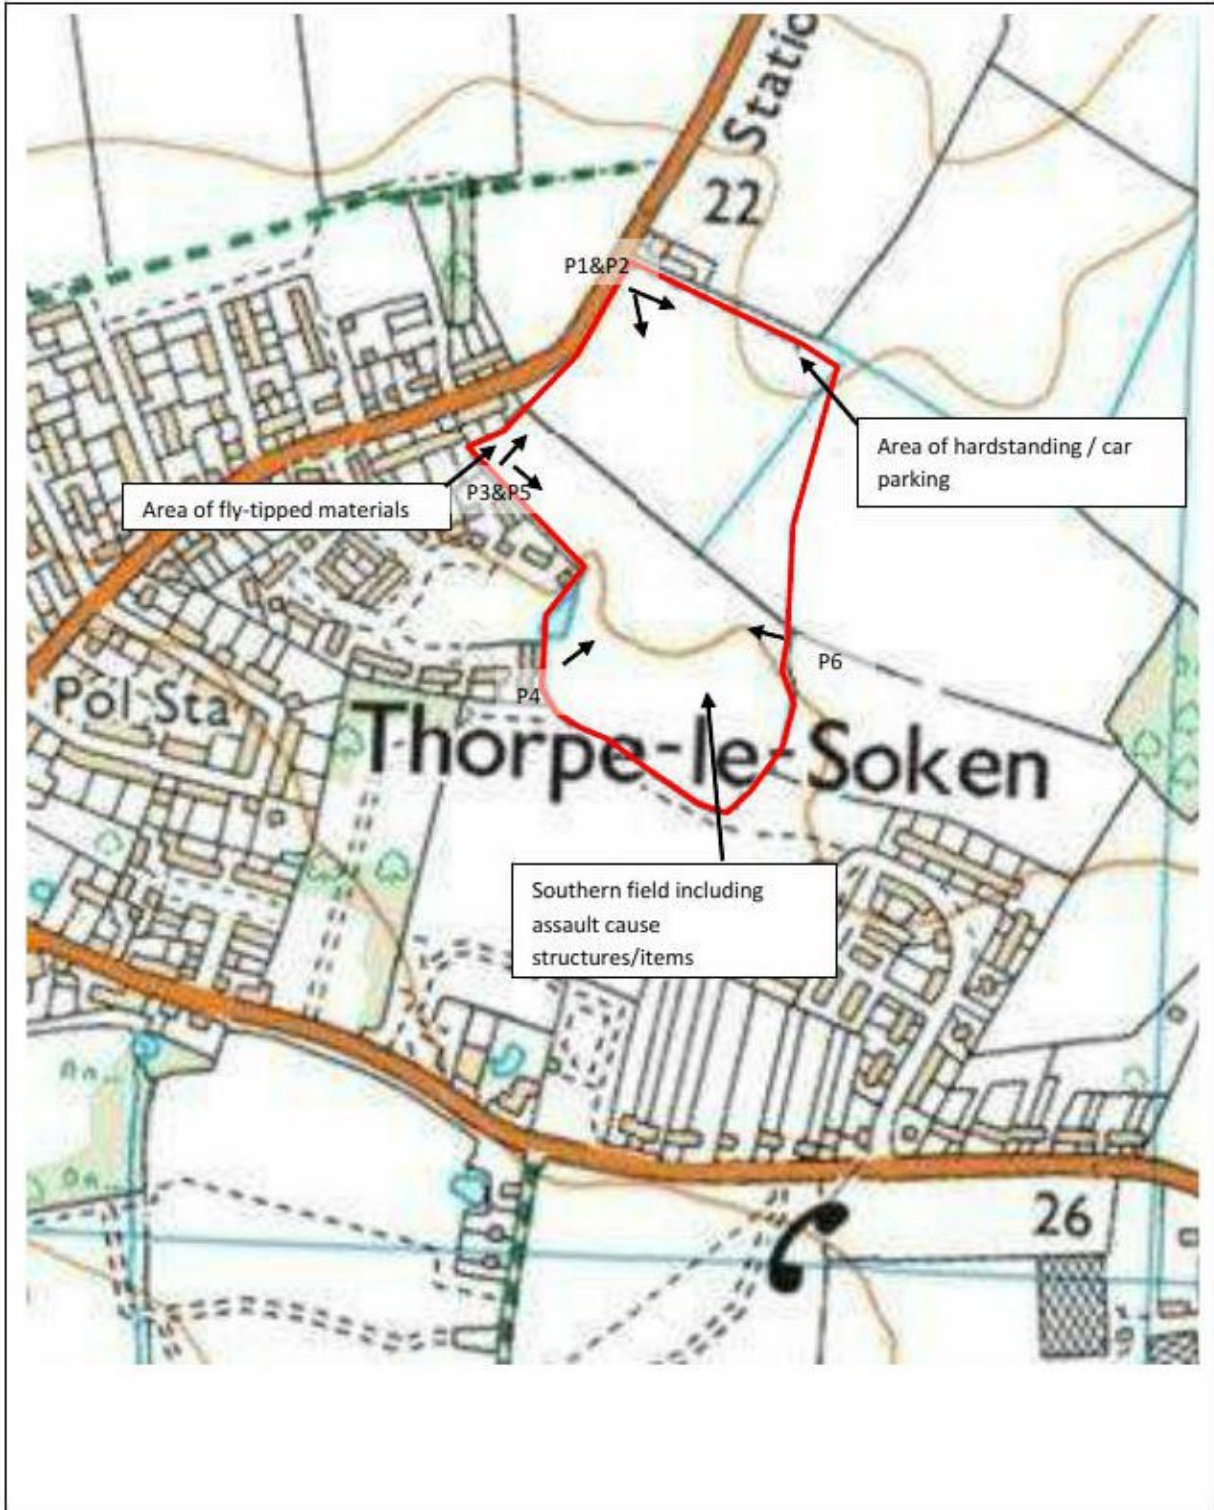 Statio
22
P1&P2
Area of hardstanding / car
parking
Area of fly-tipped materials
P3&P5
P6
P4
Pol Sta
Thorpe-le-Soken
Southern field including
assault cause
structures/items
26